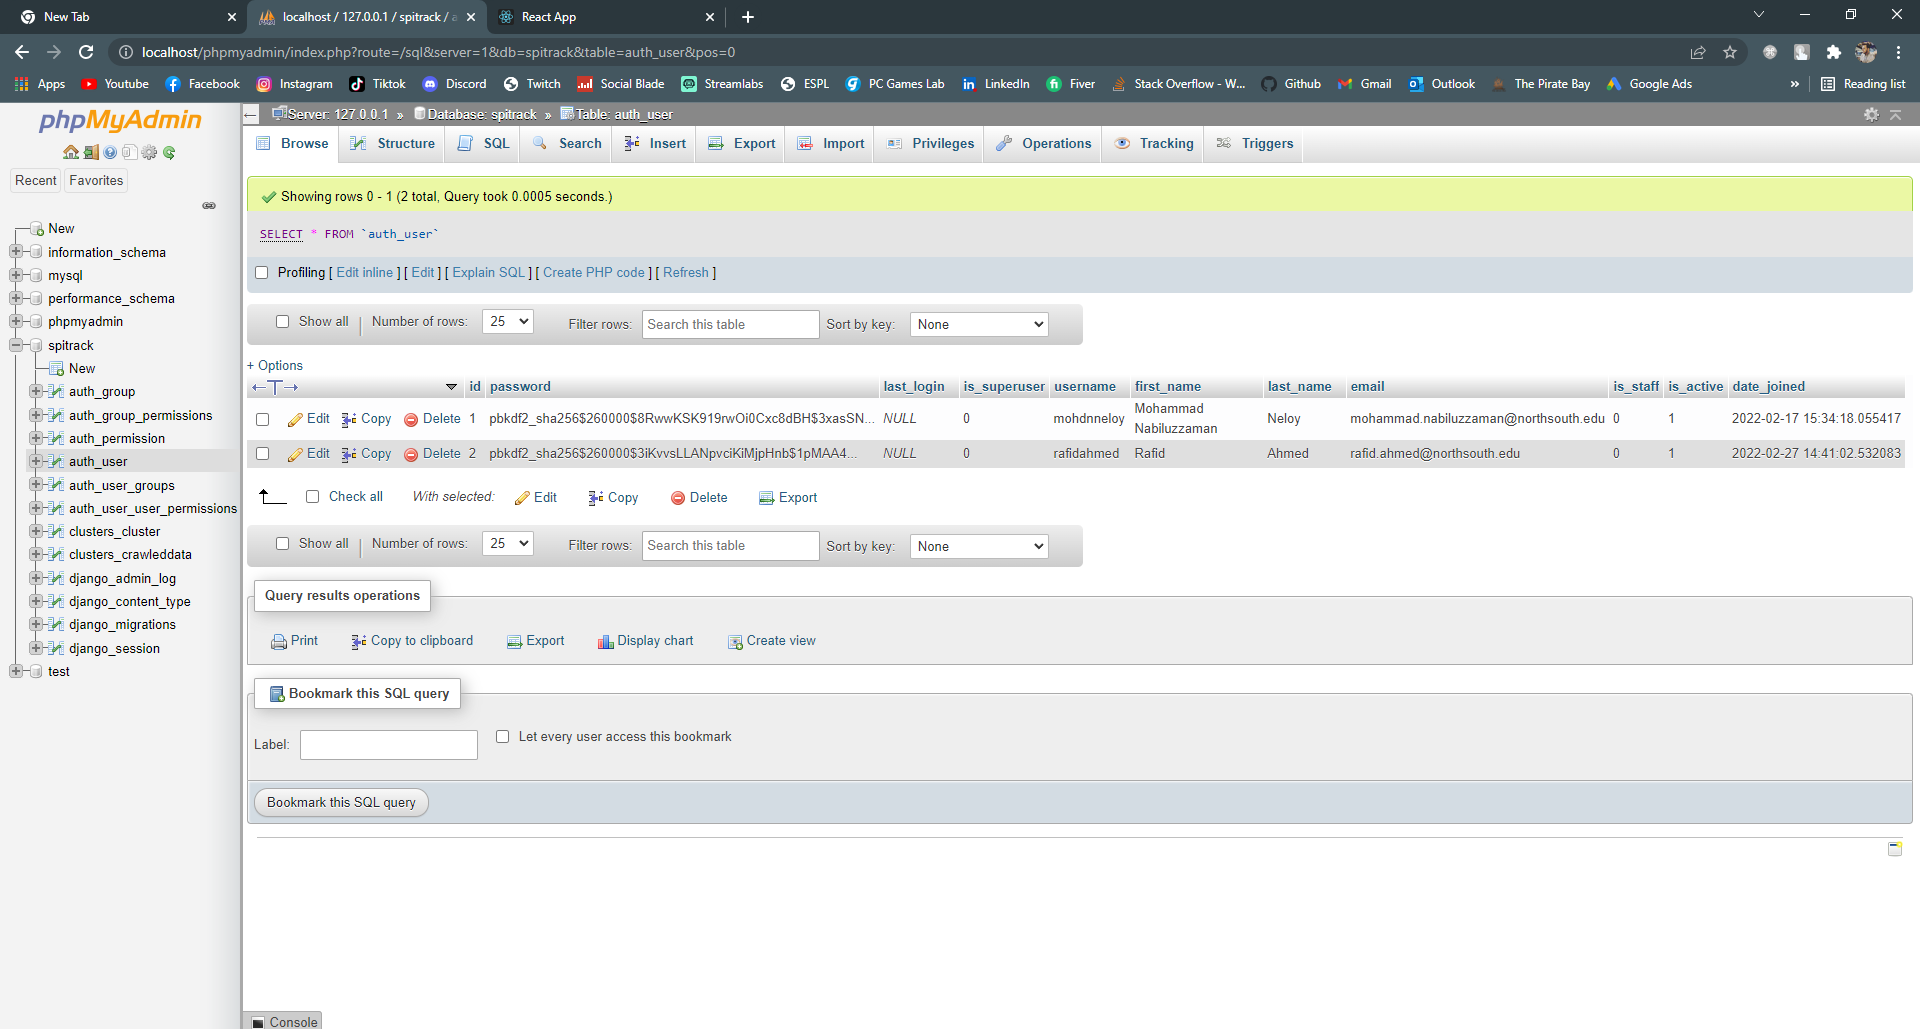 New Tab
localhost / 127.0.0.1 / spitrack / a
React App
localhost/phpmyadmin/index.php?route=/sql&server=1&db=spitrack&table=auth_user&pos=0
Apps Youtube Facebook Instagram Tiktok Discord Twitch Social Blade Streamlabs ESPL PC Games Lab LinkedIn Fiver Stack Overflow - W... Github Gmail Outlook The Pirate Bay Google Ads » Reading list
phpMyAdmin
Recent Favorites
New
information_schema
mysql
performance_schema
phpmyadmin
spitrack
New
auth_group
auth_group_permissions
auth_permission
auth_user
auth_user_groups
auth_user_user_permissions
clusters_cluster
clusters_crawleddata
django_admin_log
django_content_type
django_migrations
django_session
test
Server: 127.0.0.1 » Database: spitrack » Table: auth_user
Browse Structure SQL Search Insert Export Import Privileges Operations Tracking Triggers
Showing rows 0 - 1 (2 total, Query took 0.0005 seconds.)
SELECT * FROM `auth_user`
Profiling [ Edit inline ] [ Edit ] [ Explain SQL ] [ Create PHP code ] [ Refresh ]
Show all | Number of rows: 25 Filter rows: Search this table Sort by key: None
+ Options
←T→ id password last_login is_superuser username first_name last_name email is_staff is_active date_joined
Edit Copy Delete 1 pbkdf2_sha256$260000$8RwwKSK919rwOi0Cxc8dBH$3xasSN... NULL 0 mohdnneloy Mohammad Nabiluzzaman Neloy mohammad.nabiluzzaman@northsouth.edu 0 1 2022-02-17 15:34:18.055417
Edit Copy Delete 2 pbkdf2_sha256$260000$3iKvvsLLANpvciKiMjpHnb$1pMAA4... NULL 0 rafidahmed Rafid Ahmed rafid.ahmed@northsouth.edu 0 1 2022-02-27 14:41:02.532083
Check all With selected: Edit Copy Delete Export
Show all | Number of rows: 25 Filter rows: Search this table Sort by key: None
Query results operations
Print Copy to clipboard Export Display chart Create view
Bookmark this SQL query
Label: Let every user access this bookmark
Bookmark this SQL query
Console